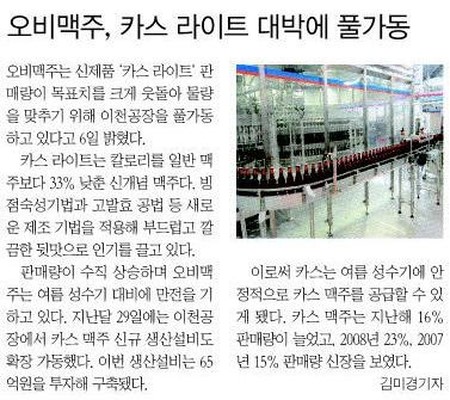 오비맥주, 카스 라이트 대박에 풀가동
오비맥주는 신제품 '카스 라이트' 판
매량이 목표치를 크게 웃돌아 물량
을 맞추기 위해 이천공장을 풀가동
하고 있다고 6일 밝혔다.
카스 라이트는 칼로리를 일반 맥
주보다 33% 낮춘 신개념 맥주다. 빙
점숙성기법과 고발효 공법 등 새로
운 제조 기법을 적용해 부드럽고 깔
끔한 뒷맛으로 인기를 끌고 있다.
판매량이 수직 상승하며 오비맥
주는 여름 성수기 대비에 만전을 기
하고 있다. 지난달 29일에는 이천공
장에서 카스 맥주 신규 생산설비도
확장 가동했다. 이번 생산설비는 65
억원을 투자해 구축됐다.
이로써 카스는 여름 성수기에 안
정적으로 카스 맥주를 공급할 수 있
게 됐다. 카스 맥주는 지난해 16%
판매량이 늘었고, 2008년 23%, 2007
년 15% 판매량 신장을 보였다.
김미경기자